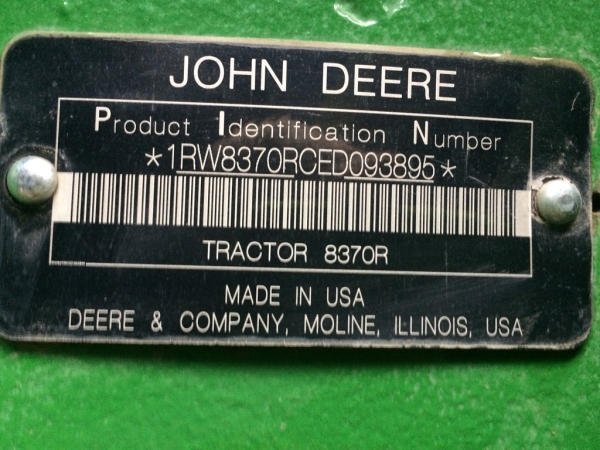 JOHN DEERE
Product Identification Number
*1RW8370RCED093895*
TRACTOR 8370R
MADE IN USA
DEERE & COMPANY, MOLINE, ILLINOIS, USA